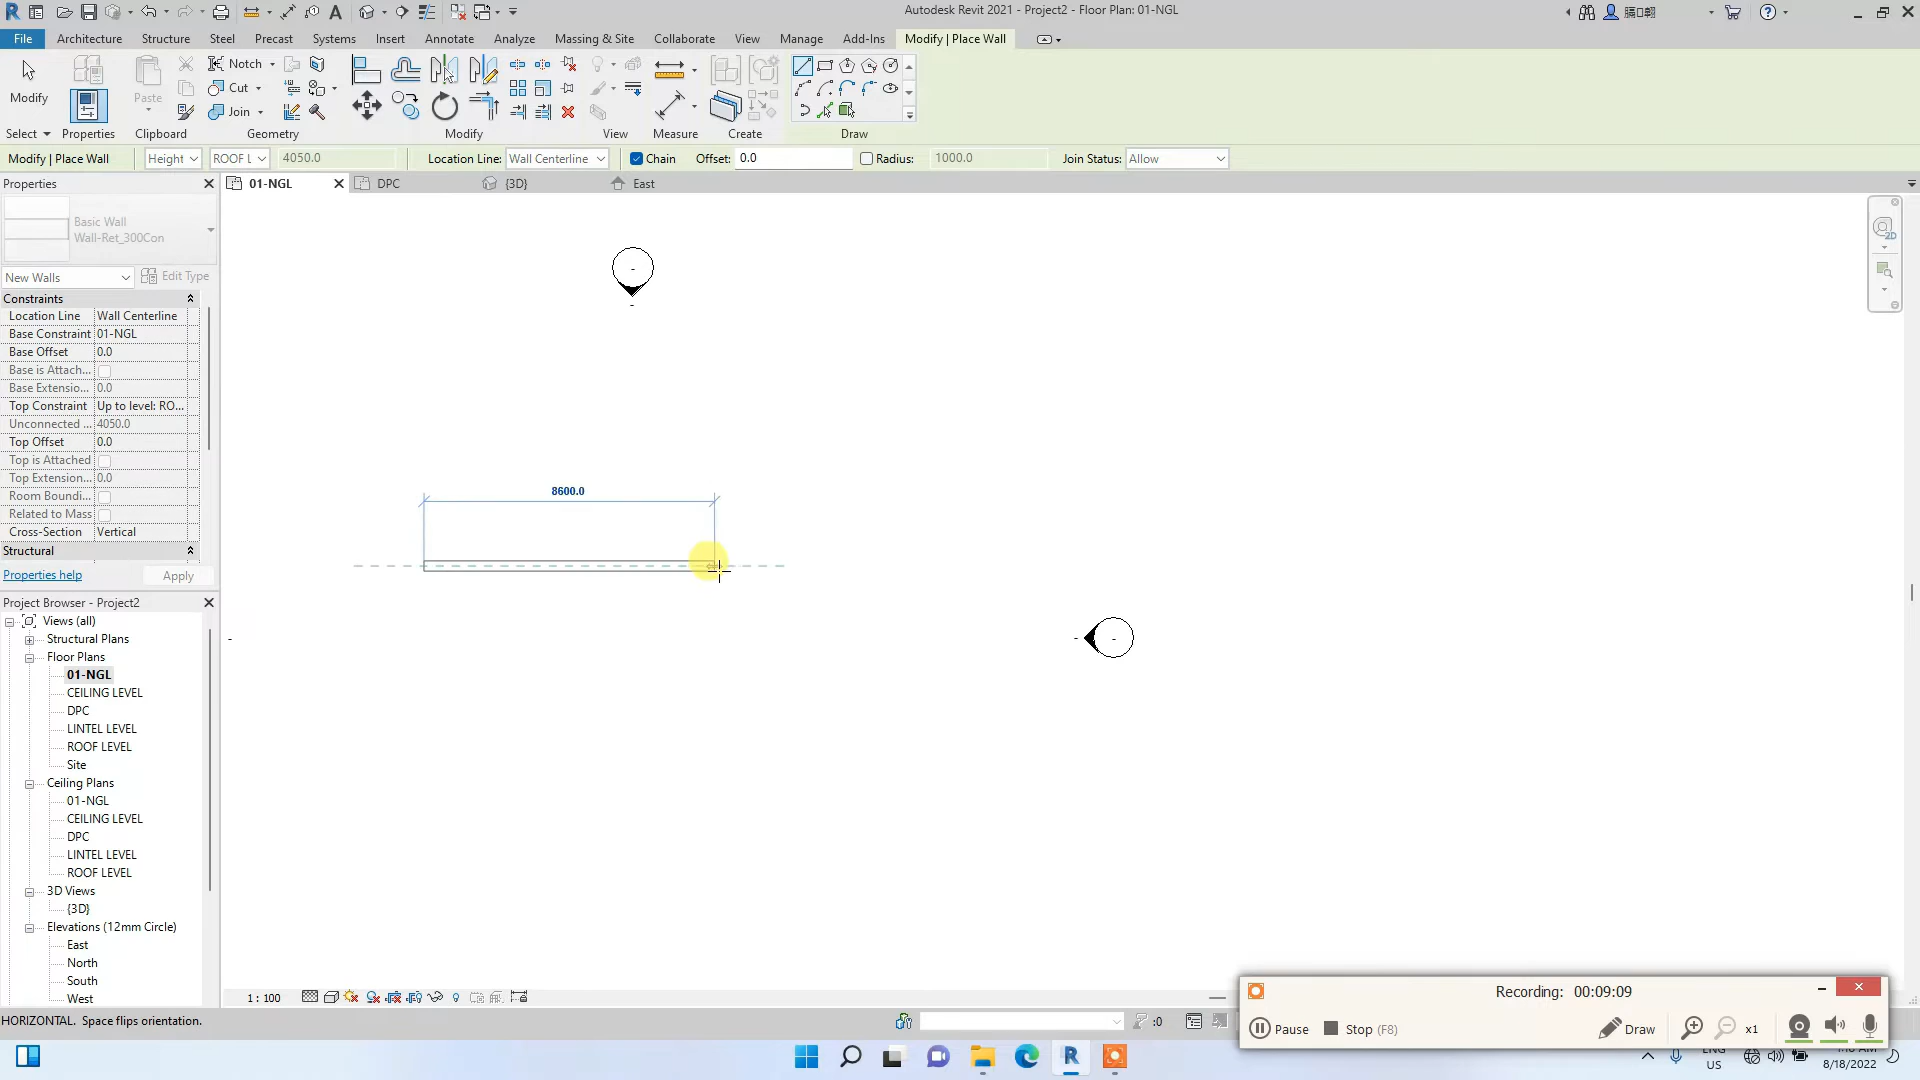 Autodesk Revit 2021 - Project2 - Floor Plan: 01-NGL
File
Architecture
Structure
Steel
Precast
Systems
Insert
Annotate
Analyze
Massing & Site
Collaborate
View
Manage
Add-Ins
Modify | Place Wall
Modify
Paste
Notch
Cut
Join
Select
Properties
Clipboard
Geometry
Modify
View
Measure
Create
Draw
Modify | Place Wall
Height
ROOF L
4050.0
Location Line:
Wall Centerline
Chain
Offset:
0.0
Radius:
1000.0
Join Status:
Allow
Properties
Basic Wall
Wall-Ret_300Con
New Walls
Edit Type
Constraints
Location Line
Wall Centerline
Base Constraint
01-NGL
Base Offset
0.0
Base is Attach...
Base Extensio...
0.0
Top Constraint
Up to level: RO...
Unconnected ...
4050.0
Top Offset
0.0
Top is Attached
Top Extension...
0.0
Room Boundi...
Related to Mass
Cross-Section
Vertical
Structural
Properties help
Apply
Project Browser - Project2
Views (all)
Structural Plans
Floor Plans
01-NGL
CEILING LEVEL
DPC
LINTEL LEVEL
ROOF LEVEL
Site
Ceiling Plans
01-NGL
CEILING LEVEL
DPC
LINTEL LEVEL
ROOF LEVEL
3D Views
{3D}
Elevations (12mm Circle)
East
North
South
West
01-NGL
DPC
{3D}
East
2D
8600.0
1 : 100
HORIZONTAL. Space flips orientation.
:0
Recording: 00:09:09
Pause
Stop (F8)
Draw
x1
US
8/18/2022